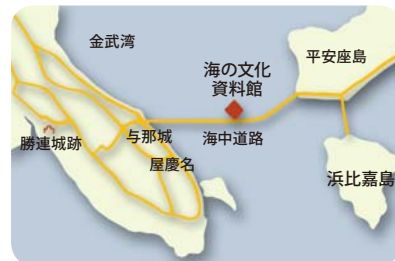 金武湾
平安座島
海の文化
資料館
与那城
海中道路
勝連城跡
屋慶名
浜比嘉島